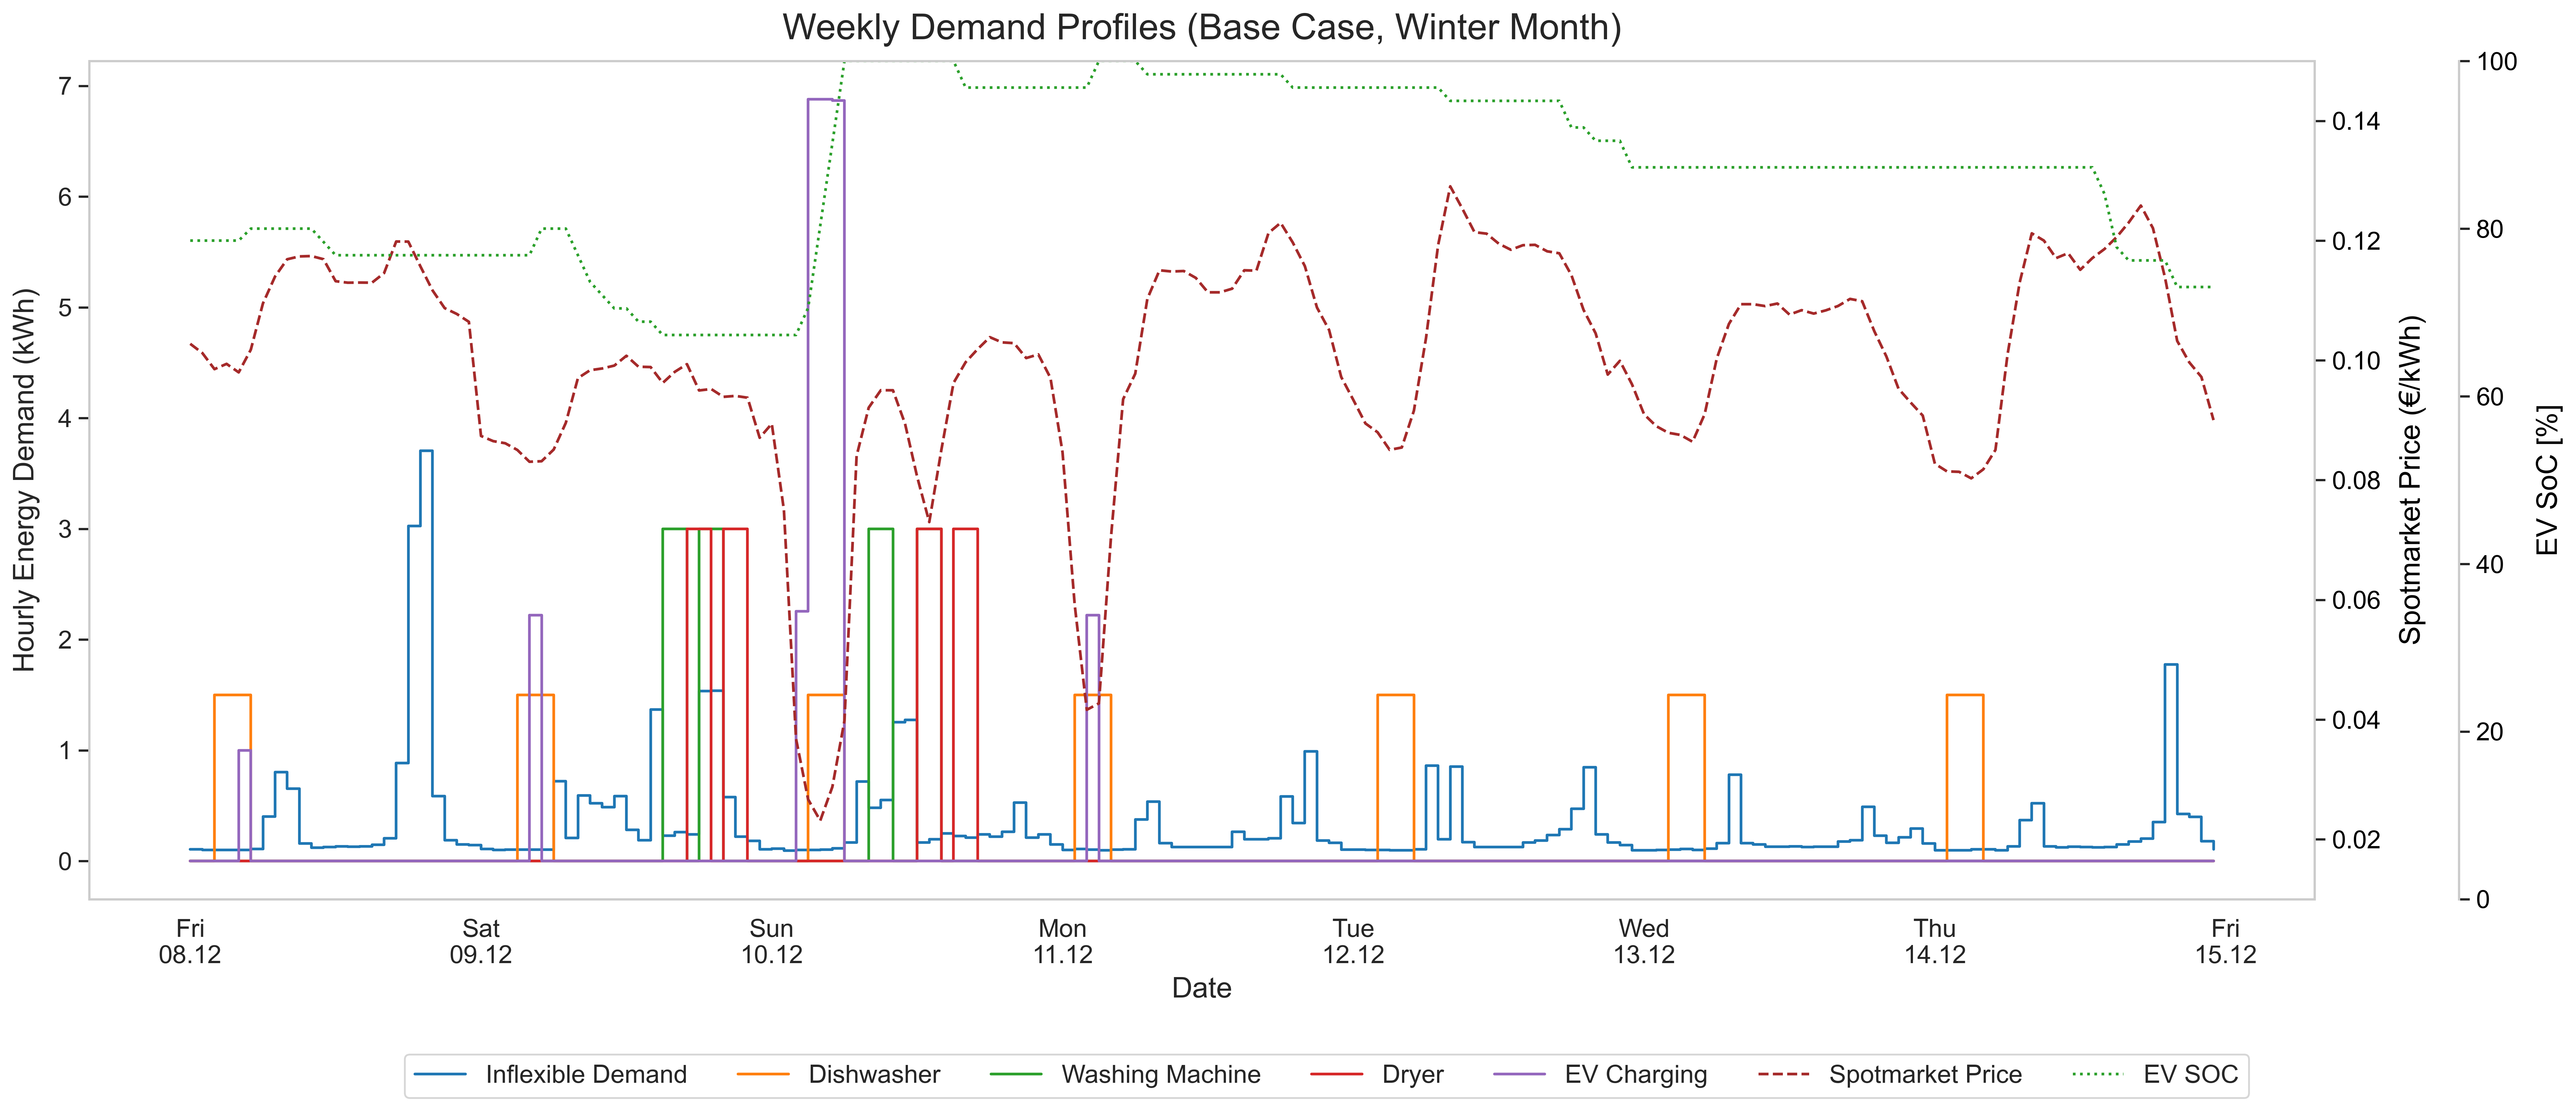 Weekly Demand Profiles (Base Case, Winter Month)
Hourly Energy Demand (kWh)
7
6
5
4
3
2
1
0
0.14
0.12
0.10
0.08
0.06
0.04
0.02
Spotmarket Price (€/kWh)
100
80
60
40
20
0
EV SoC [%]
Fri
08.12
Sat
09.12
Sun
10.12
Mon
11.12
Tue
12.12
Wed
13.12
Thu
14.12
Fri
15.12
Date
Inflexible Demand
Dishwasher
Washing Machine
Dryer
EV Charging
Spotmarket Price
EV SOC